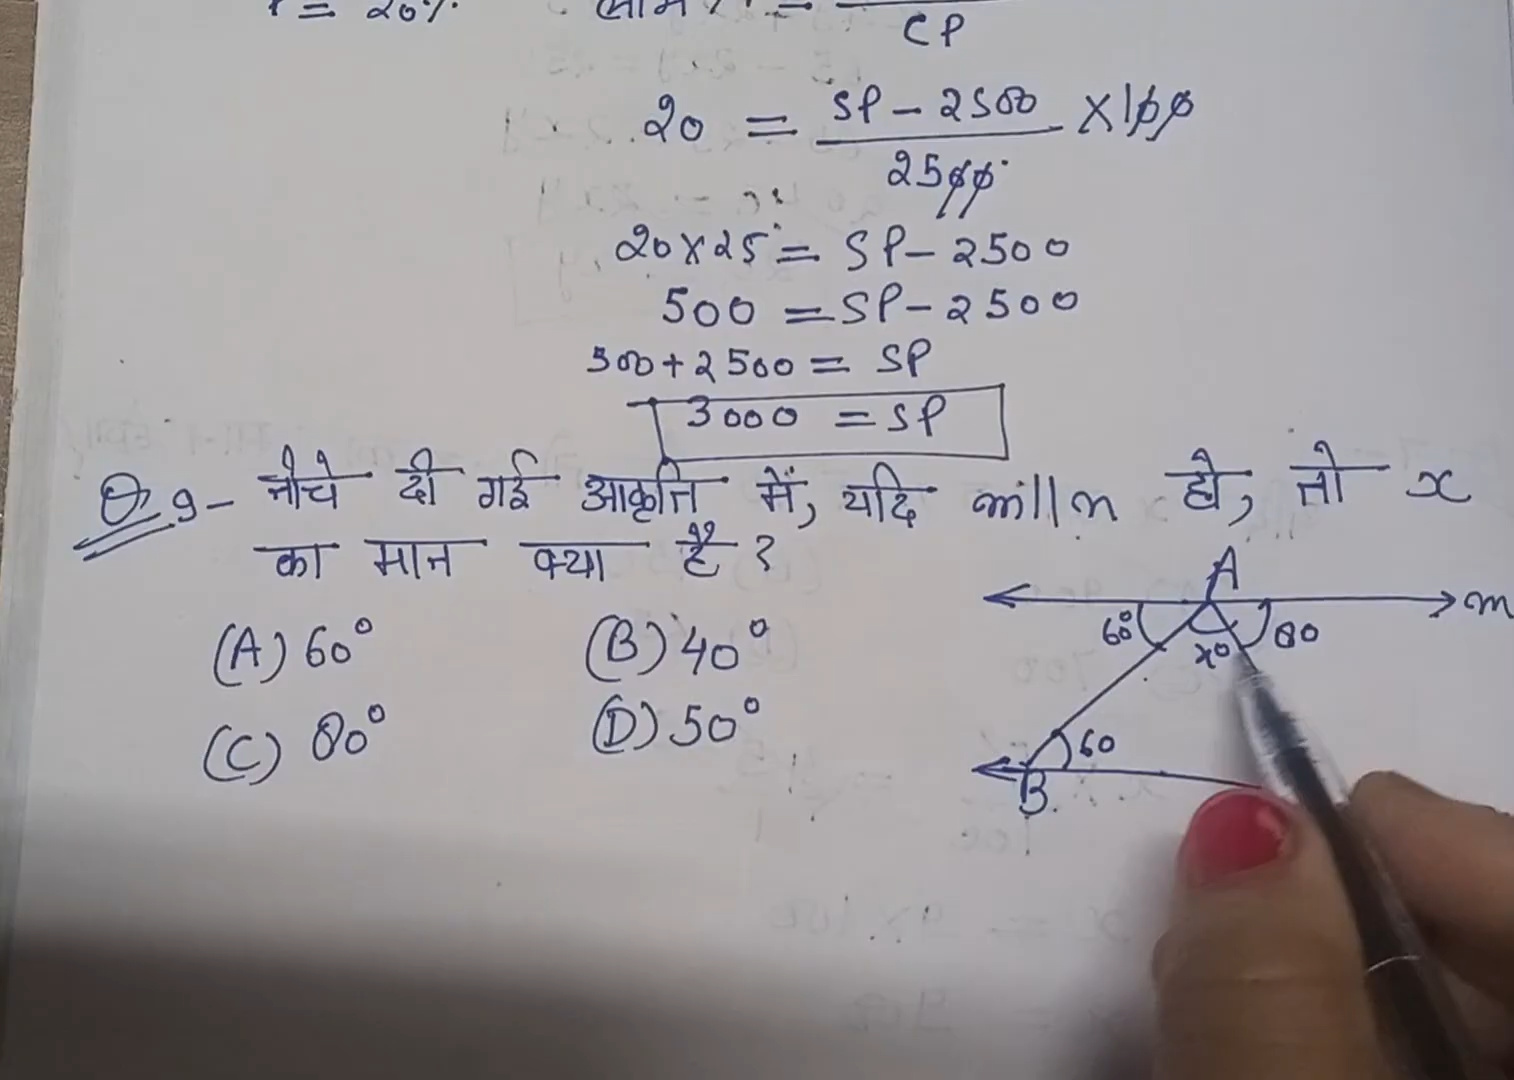 = 20%
CP
20 = SP - 2500 × 100
2500
20 × 25 = SP - 2500
500 = SP - 2500
500 + 2500 = SP
3000 = SP
Q 9- नीचे दी गई आकृति में, यदि m||n हो, तो x
का मान क्या है ?
(A) 60° (B) 40°
(C) 80° (D) 50°
A
m
60° x° 80
60
B